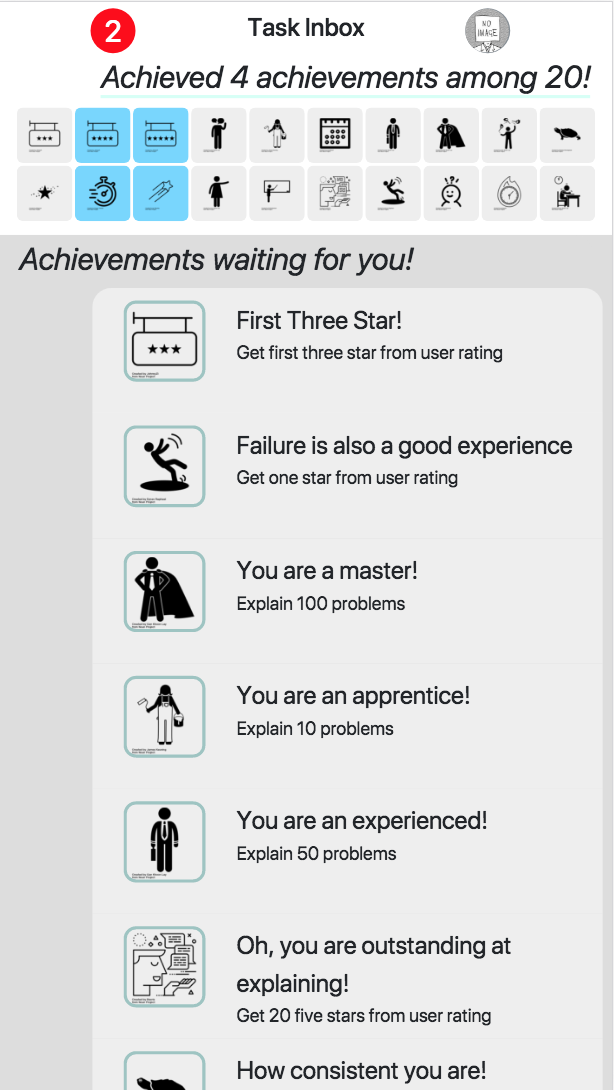 2
Task Inbox
NO
IMAGE
Achieved 4 achievements among 20!
Achievements waiting for you!
First Three Star!
Get first three star from user rating
Failure is also a good experience
Get one star from user rating
You are a master!
Explain 100 problems
You are an apprentice!
Explain 10 problems
You are an experienced!
Explain 50 problems
Oh, you are outstanding at
explaining!
Get 20 five stars from user rating
How consistent you are!